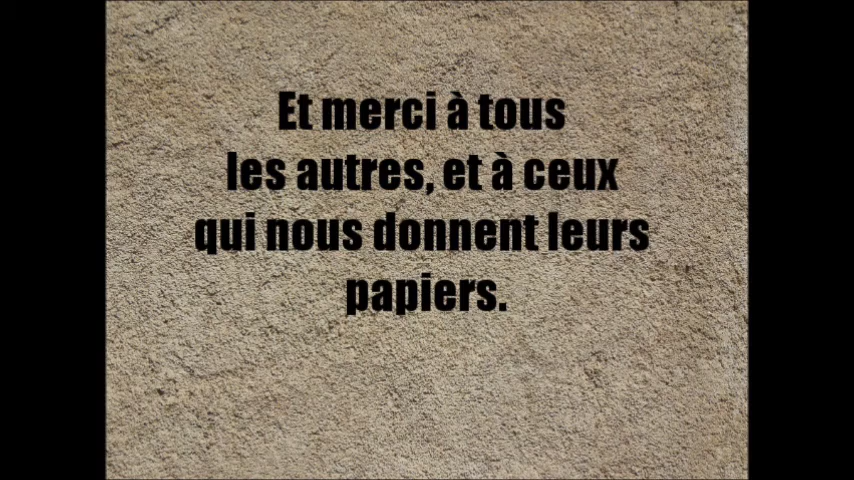 Et merci à tous
les autres, et à ceux
qui nous donnent leurs
papiers.